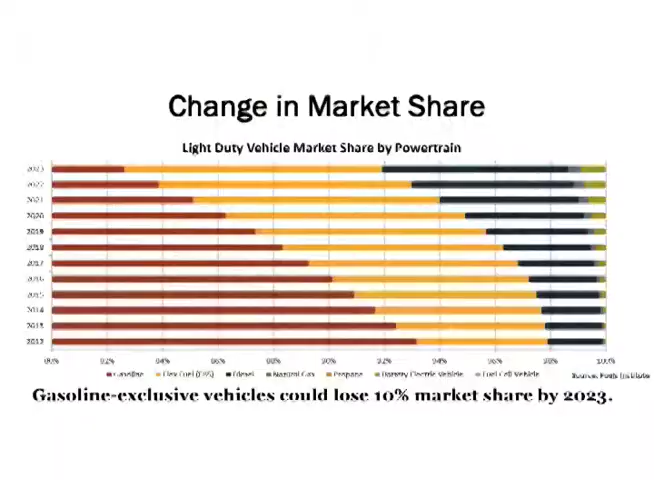 Change in Market Share
Light Duty Vehicle Market Share by Powertrain
2023
2022
2021
2020
2019
2018
2017
2016
2015
2014
2013
2012
80% 82% 84% 86% 88% 90% 92% 94% 96% 98% 100%
Gasoline Flex Fuel (E85) Diesel Natural Gas Propane Battery Electric Vehicle Fuel Cell Vehicle
Source: Fuels Institute
Gasoline-exclusive vehicles could lose 10% market share by 2023.